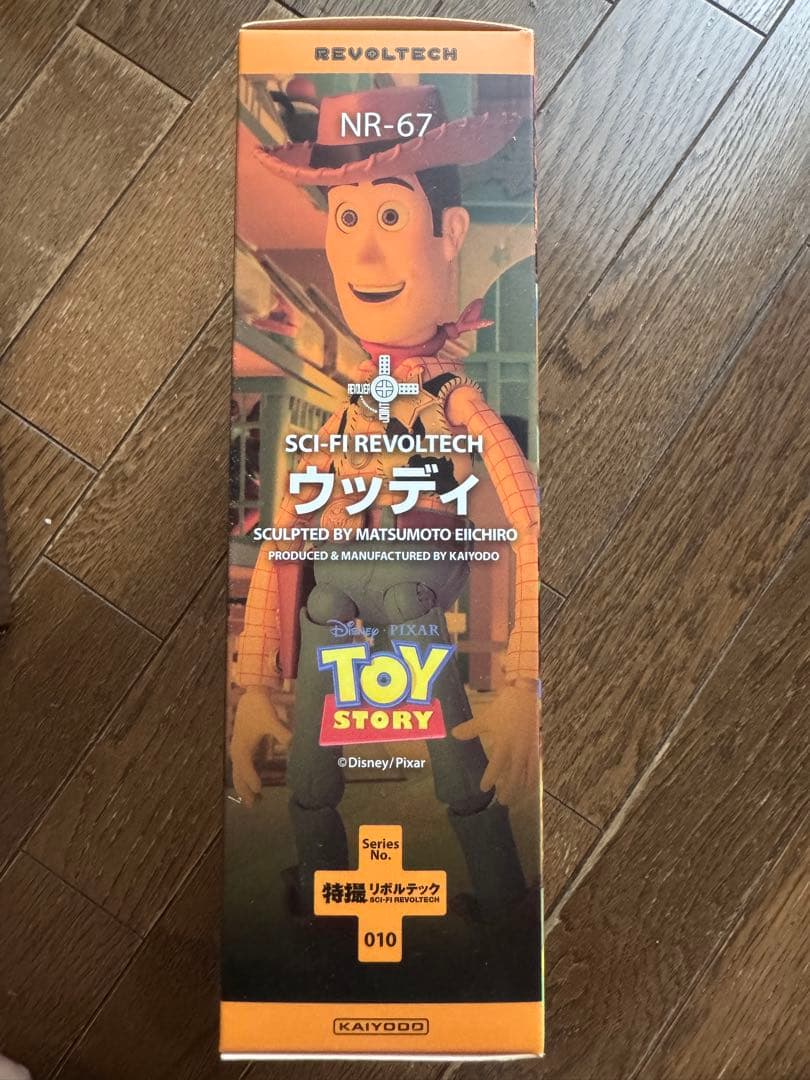 REVOLTECH
NR-67
REVOLVER
JOINT
SCI-FI REVOLTECH
ウッディ
SCULPTED BY MATSUMOTO EIICHIRO
PRODUCED & MANUFACTURED BY KAIYODO
Disney · PIXAR
TOY
STORY
©Disney/Pixar
Series
No.
特撮リボルテック
SCI-FI REVOLTECH
010
KAIYODO